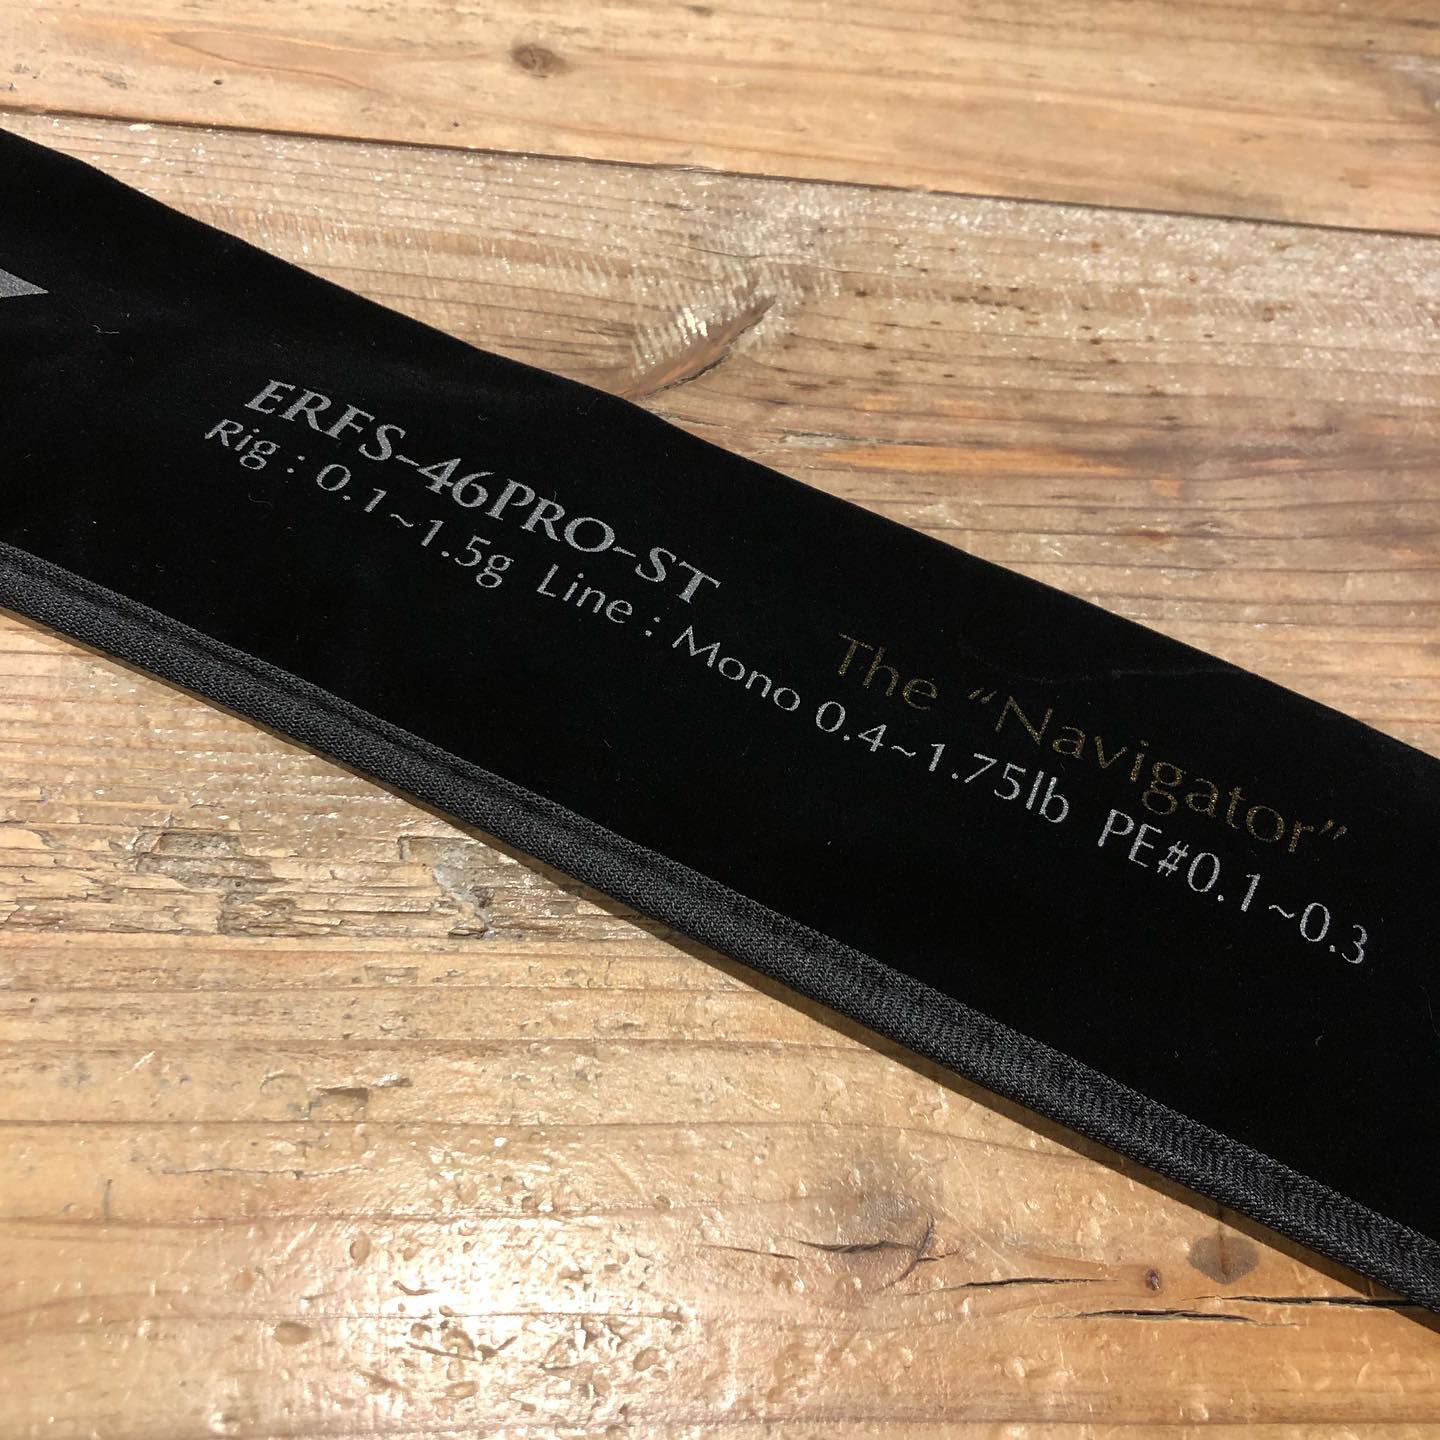 ERFS-46PRO-ST
The “Navigator”
Rig : 0.1~1.5g Line : Mono 0.4~1.75lb PE#0.1~0.3